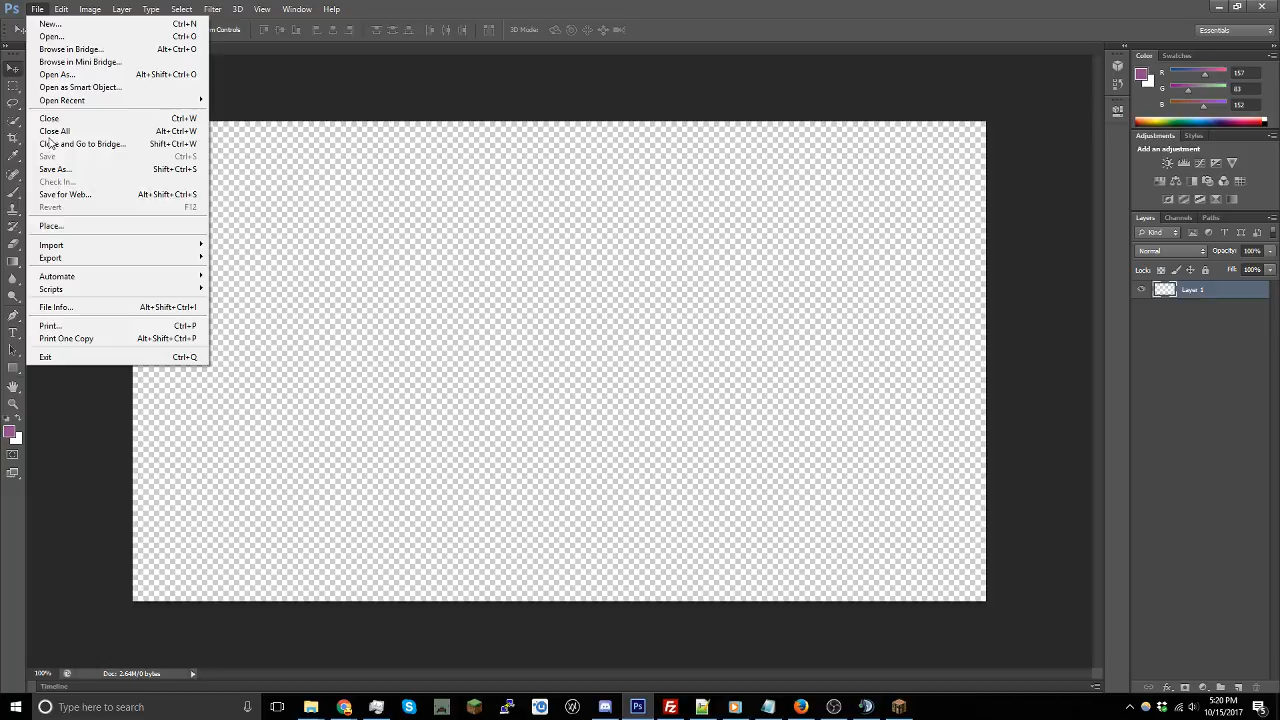 Ps File Edit Image Layer Type Select Filter 3D View Window Help
m Controls 3D Mode: Essentials
New... Ctrl+N
Open... Ctrl+O
Browse in Bridge... Alt+Ctrl+O
Browse in Mini Bridge...
Open As... Alt+Shift+Ctrl+O
Open as Smart Object...
Open Recent
Close Ctrl+W
Close All Alt+Ctrl+W
Close and Go to Bridge... Shift+Ctrl+W
Save Ctrl+S
Save As... Shift+Ctrl+S
Check In...
Save for Web... Alt+Shift+Ctrl+S
Revert F12
Place...
Import
Export
Automate
Scripts
File Info... Alt+Shift+Ctrl+I
Print... Ctrl+P
Print One Copy Alt+Shift+Ctrl+P
Exit Ctrl+Q
Color Swatches
R 157
G 83
B 152
Adjustments Styles
Add an adjustment
Layers Channels Paths
Kind
Normal Opacity: 100%
Lock: Fill: 100%
Layer 1
100% Doc: 2.64M/0 bytes
Timeline
Type here to search
5:20 PM
10/15/2017